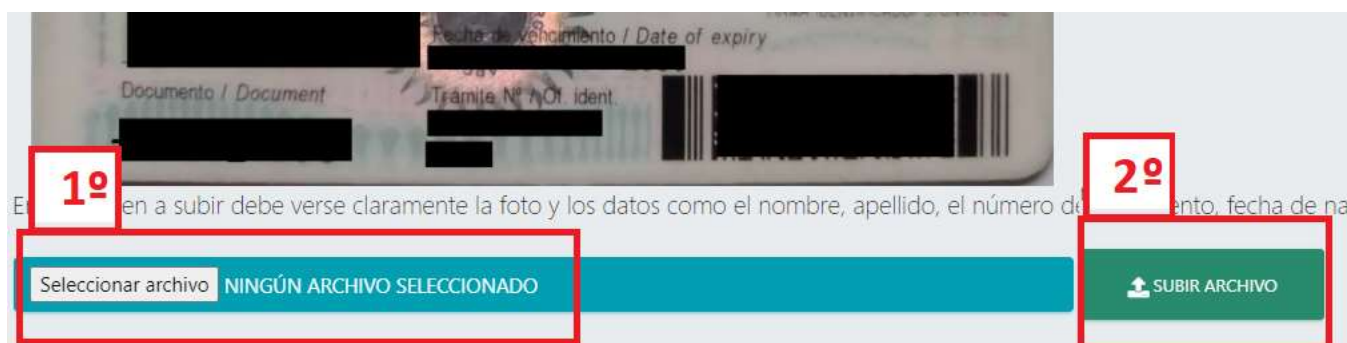 Fecha de vencimiento / Date of expiry
Documento / Document
Trámite Nº / Of. ident.
1º
2º
en a subir debe verse claramente la foto y los datos como el nombre, apellido, el número de ento, fecha de na
Seleccionar archivo NINGÚN ARCHIVO SELECCIONADO
SUBIR ARCHIVO